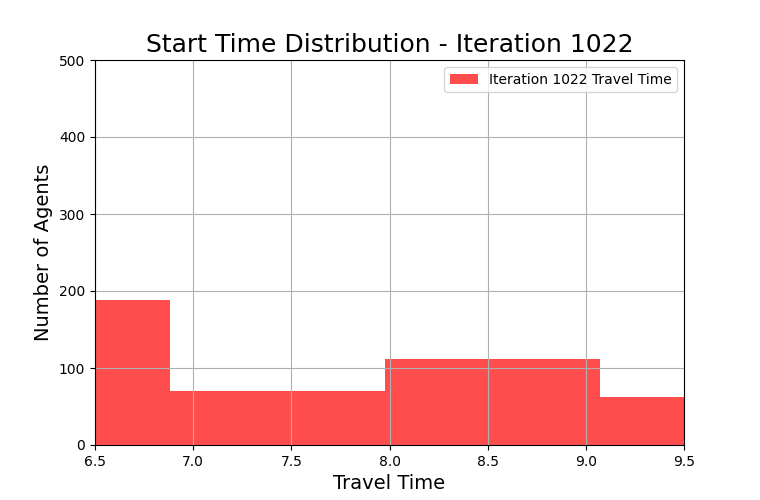 Start Time Distribution - Iteration 1022
500
400
300
200
100
0
Number of Agents
Iteration 1022 Travel Time
6.5 7.0 7.5 8.0 8.5 9.0 9.5
Travel Time